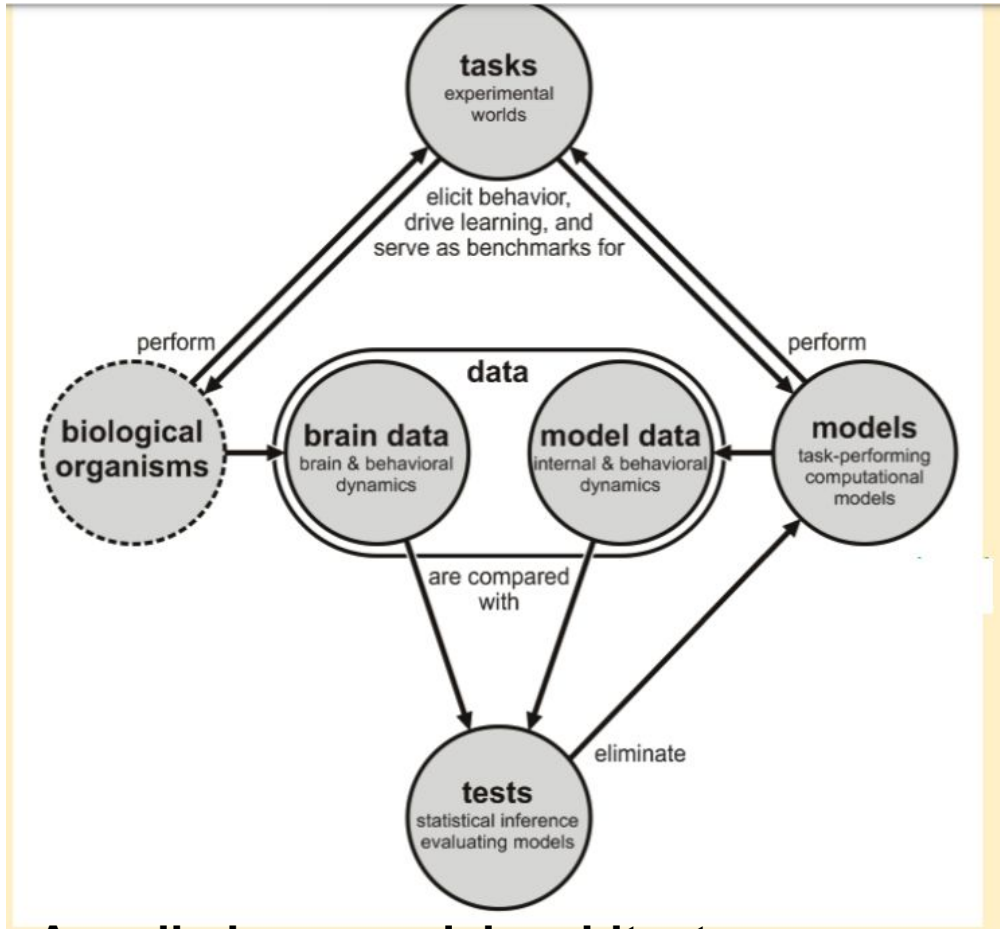 tasks
experimental
worlds
elicit behavior,
drive learning, and
serve as benchmarks for
perform
perform
data
biological
organisms
brain data
brain & behavioral
dynamics
model data
internal & behavioral
dynamics
models
task-performing
computational
models
are compared
with
eliminate
tests
statistical inference
evaluating models